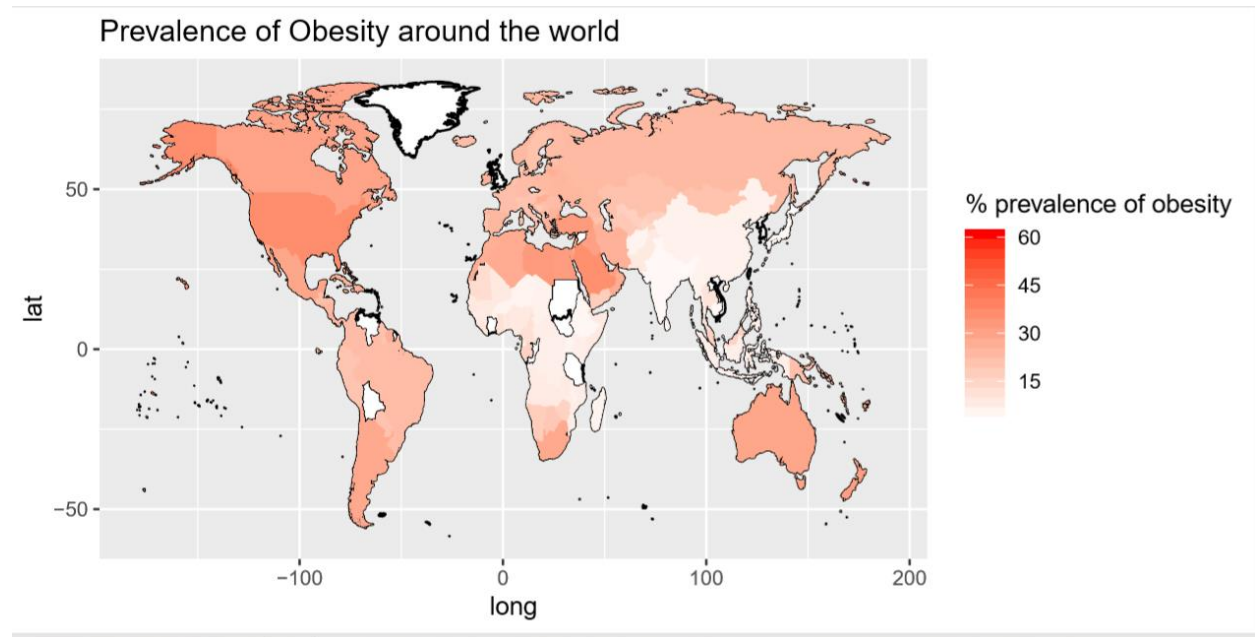 Prevalence of Obesity around the world
% prevalence of obesity
60
45
30
15
50
0
−50
lat
−100
0
100
200
long